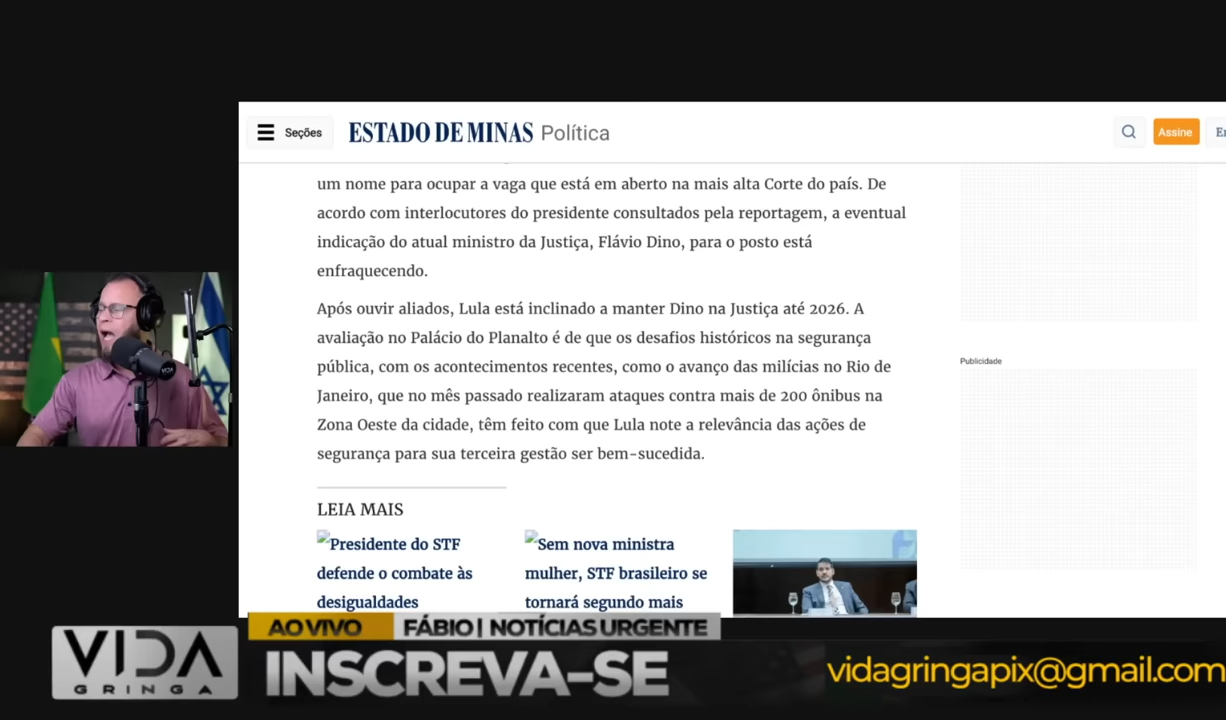 Seções
ESTADO DE MINAS Política
Assine
um nome para ocupar a vaga que está em aberto na mais alta Corte do país. De
acordo com interlocutores do presidente consultados pela reportagem, a eventual
indicação do atual ministro da Justiça, Flávio Dino, para o posto está
enfraquecendo.
Após ouvir aliados, Lula está inclinado a manter Dino na Justiça até 2026. A
avaliação no Palácio do Planalto é de que os desafios históricos na segurança
pública, com os acontecimentos recentes, como o avanço das milícias no Rio de
Janeiro, que no mês passado realizaram ataques contra mais de 200 ônibus na
Zona Oeste da cidade, têm feito com que Lula note a relevância das ações de
segurança para sua terceira gestão ser bem-sucedida.
Publicidade
LEIA MAIS
Presidente do STF
defende o combate às
desigualdades
Sem nova ministra
mulher, STF brasileiro se
tornará segundo mais
AO VIVO
FÁBIO | NOTÍCIAS URGENTE
VIDA
GRINGA
INSCREVA-SE
vidagringapix@gmail.com